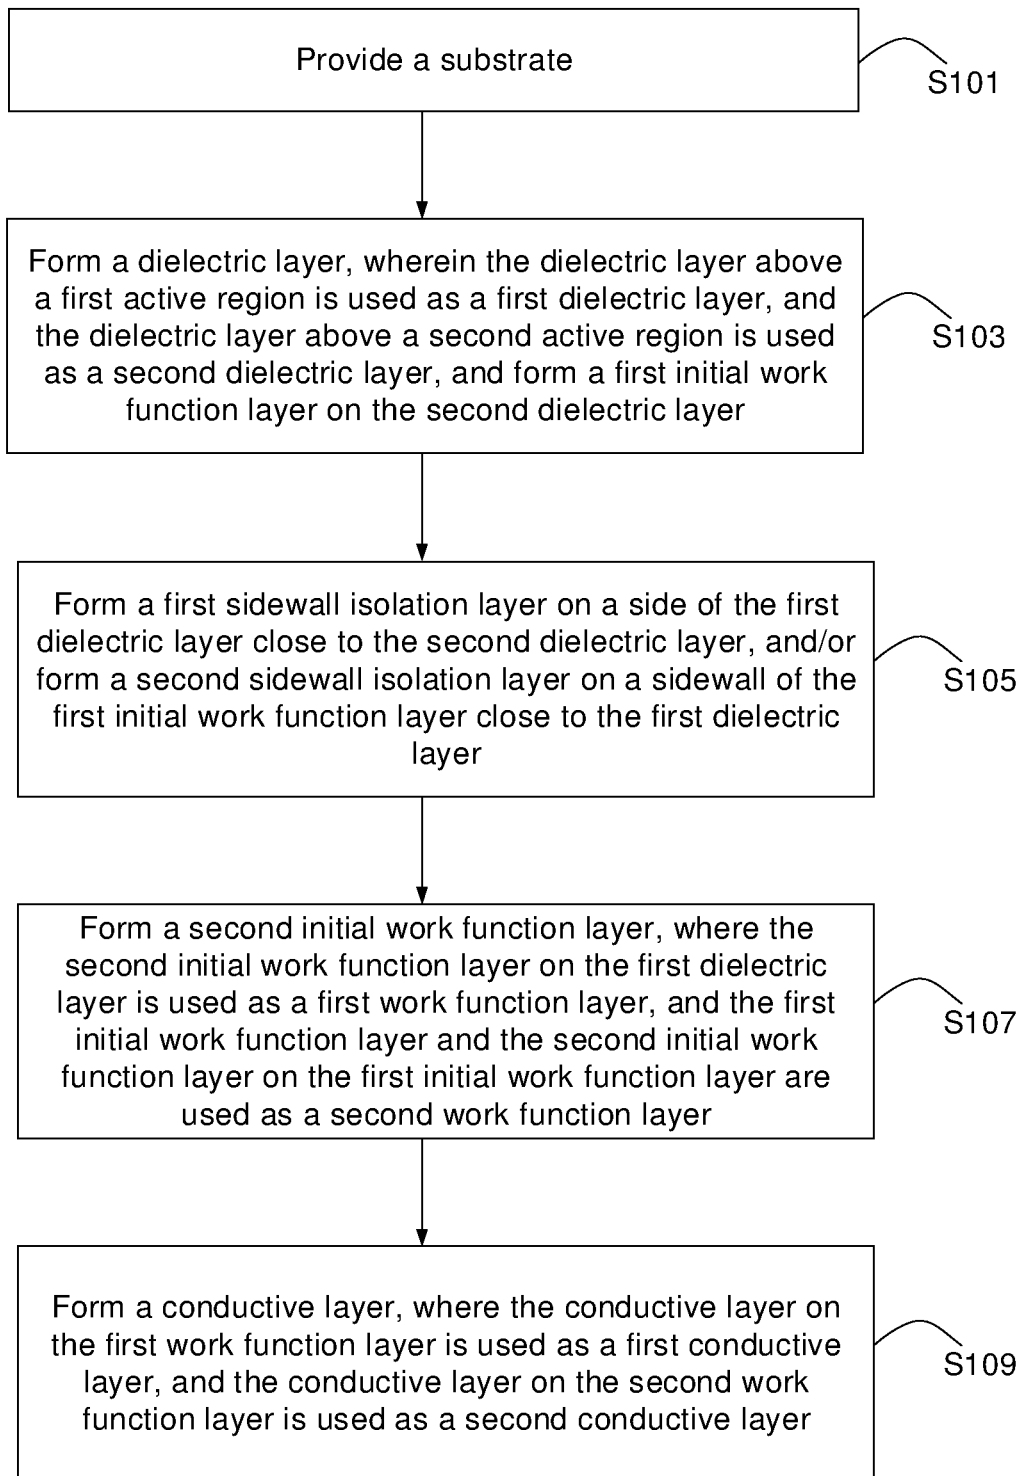 Provide a substrate
S101
Form a dielectric layer, wherein the dielectric layer above
a first active region is used as a first dielectric layer, and
the dielectric layer above a second active region is used
as a second dielectric layer, and form a first initial work
function layer on the second dielectric layer
S103
Form a first sidewall isolation layer on a side of the first
dielectric layer close to the second dielectric layer, and/or
form a second sidewall isolation layer on a sidewall of the
first initial work function layer close to the first dielectric
layer
S105
Form a second initial work function layer, where the
second initial work function layer on the first dielectric
layer is used as a first work function layer, and the first
initial work function layer and the second initial work
function layer on the first initial work function layer are
used as a second work function layer
S107
Form a conductive layer, where the conductive layer on
the first work function layer is used as a first conductive
layer, and the conductive layer on the second work
function layer is used as a second conductive layer
S109